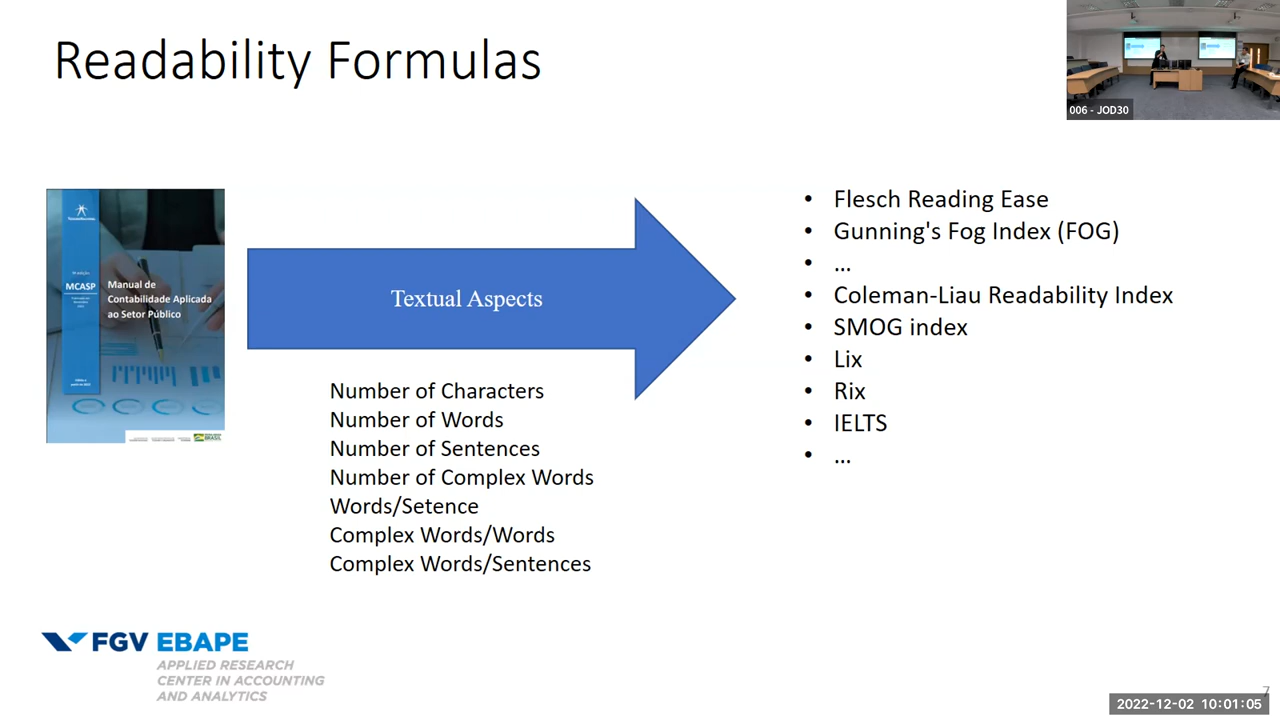 Readability Formulas
006 - JOD30
MCASP
Manual de
Contabilidade Aplicada
ao Setor Público
Textual Aspects
Number of Characters
Number of Words
Number of Sentences
Number of Complex Words
Words/Setence
Complex Words/Words
Complex Words/Sentences
• Flesch Reading Ease
• Gunning's Fog Index (FOG)
• ...
• Coleman-Liau Readability Index
• SMOG index
• Lix
• Rix
• IELTS
• ...
FGV EBAPE
APPLIED RESEARCH
CENTER IN ACCOUNTING
AND ANALYTICS
7
2022-12-02 10:01:05